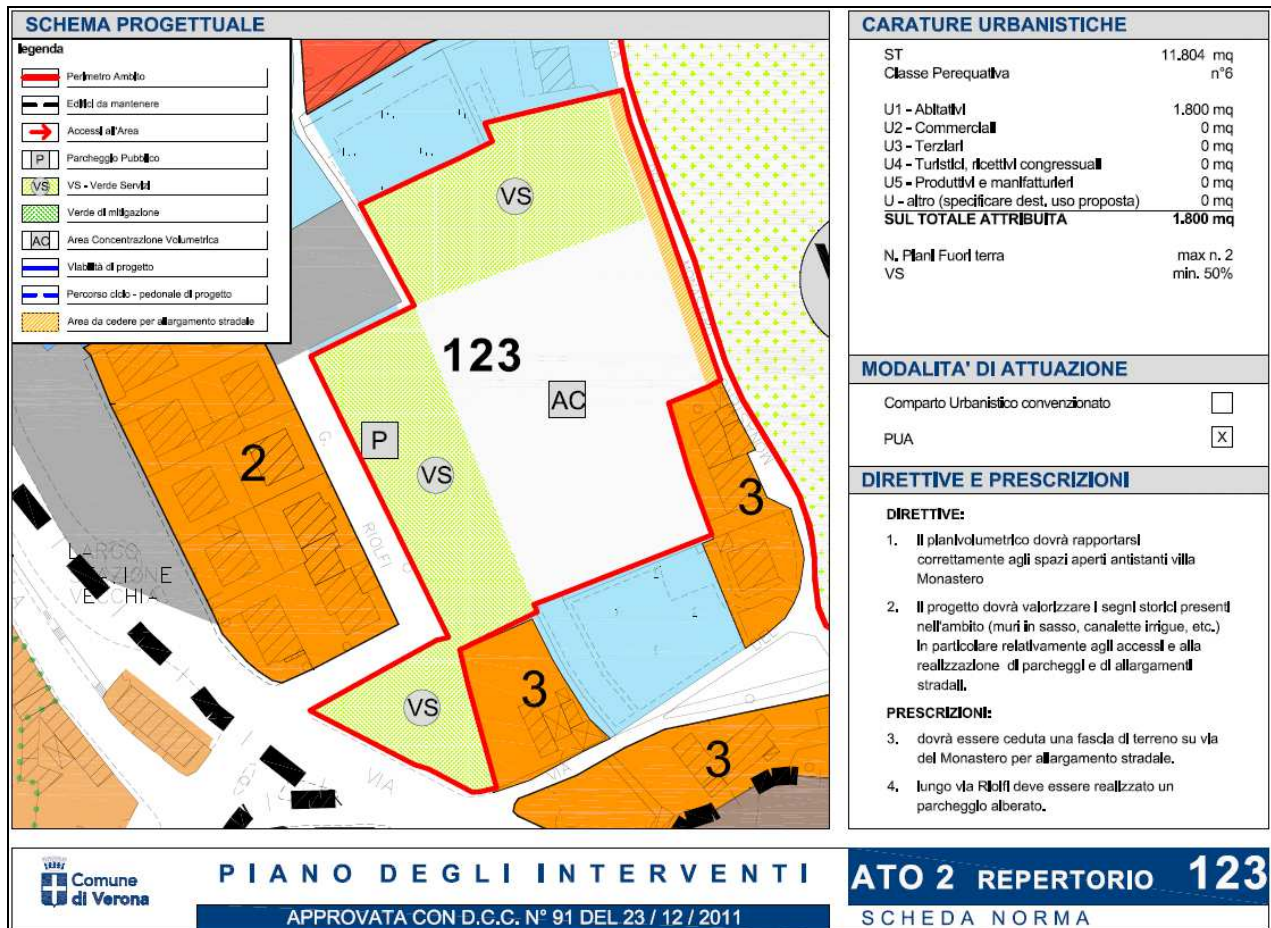 SCHEMA PROGETTUALE
legenda
Perimetro Ambito
Edifici da mantenere
Accessi all'Area
P Parcheggio Pubblico
VS VS - Verde Servizi
Verde di mitigazione
AC Area Concentrazione Volumetrica
Viabilità di progetto
Percorso ciclo - pedonale di progetto
Area da cedere per allargamento stradale
VS
123
AC
P
VS
2
3
G.
RIOLFI
LARGO
STAZIONE
VECCHIA
VS
3
3
VIA
VIA
CARATURE URBANISTICHE
ST 11.804 mq
Classe Perequativa n°6
U1 - Abitativi 1.800 mq
U2 - Commerciali 0 mq
U3 - Terziari 0 mq
U4 - Turistici, ricettivi congressuali 0 mq
U5 - Produttivi e manifatturieri 0 mq
U - altro (specificare dest. uso proposta) 0 mq
SUL TOTALE ATTRIBUITA 1.800 mq
N. Piani Fuori terra max n. 2
VS min. 50%
MODALITA' DI ATTUAZIONE
Comparto Urbanistico convenzionato
PUA X
DIRETTIVE E PRESCRIZIONI
DIRETTIVE:
1. Il planivolumetrico dovrà rapportarsi
correttamente agli spazi aperti antistanti villa
Monastero
2. Il progetto dovrà valorizzare i segni storici presenti
nell'ambito (muri in sasso, canalette irrigue, etc.)
In particolare relativamente agli accessi e alla
realizzazione di parcheggi e di allargamenti
stradali.
PRESCRIZIONI:
3. dovrà essere ceduta una fascia di terreno su via
del Monastero per allargamento stradale.
4. lungo via Riolfi deve essere realizzato un
parcheggio alberato.
Comune
di Verona
PIANO DEGLI INTERVENTI
APPROVATA CON D.C.C. N° 91 DEL 23 / 12 / 2011
ATO 2 REPERTORIO 123
SCHEDA NORMA